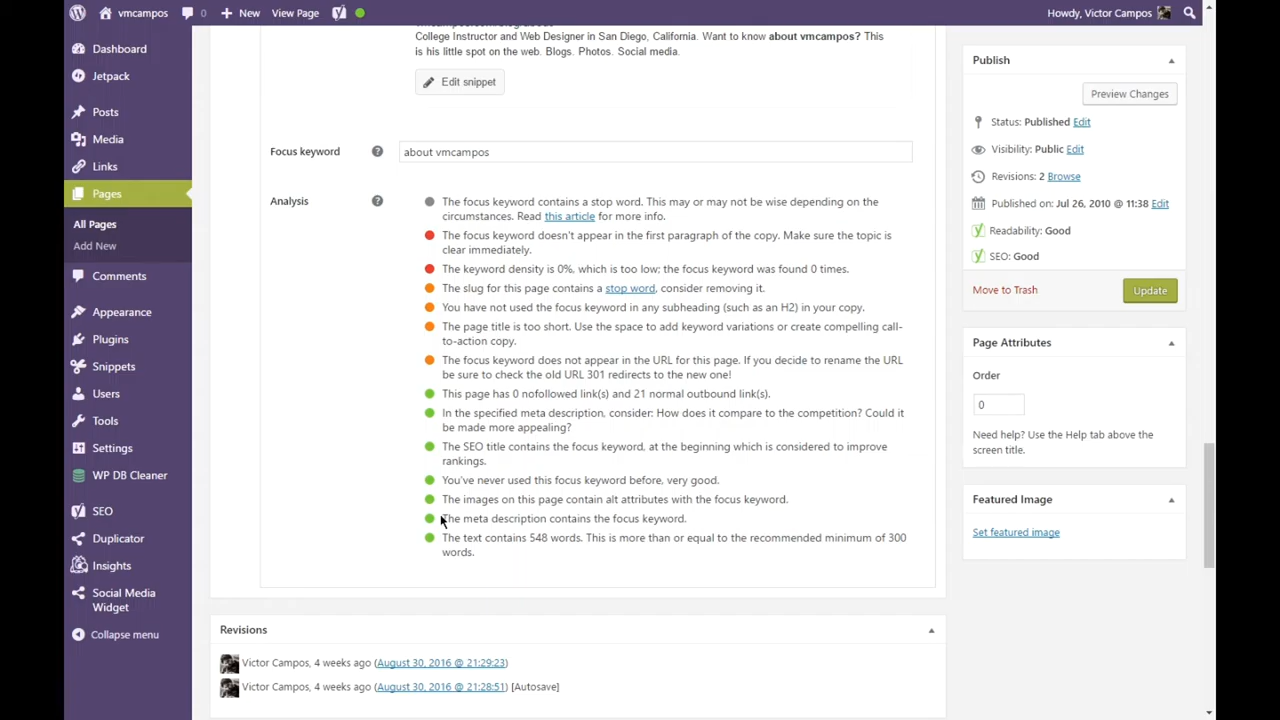 vmcampos 0 New View Page
Howdy, Victor Campos
Dashboard
Jetpack
Posts
Media
Links
Pages
All Pages
Add New
Comments
Appearance
Plugins
Snippets
Users
Tools
Settings
WP DB Cleaner
SEO
Duplicator
Insights
Social Media
Widget
Collapse menu
College Instructor and Web Designer in San Diego, California. Want to know about vmcampos? This
is his little spot on the web. Blogs. Photos. Social media.
Edit snippet
Focus keyword ? about vmcampos
Analysis ?
The focus keyword contains a stop word. This may or may not be wise depending on the
circumstances. Read this article for more info.
The focus keyword doesn't appear in the first paragraph of the copy. Make sure the topic is
clear immediately.
The keyword density is 0%, which is too low; the focus keyword was found 0 times.
The slug for this page contains a stop word, consider removing it.
You have not used the focus keyword in any subheading (such as an H2) in your copy.
The page title is too short. Use the space to add keyword variations or create compelling call-
to-action copy.
The focus keyword does not appear in the URL for this page. If you decide to rename the URL
be sure to check the old URL 301 redirects to the new one!
This page has 0 nofollowed link(s) and 21 normal outbound link(s).
In the specified meta description, consider: How does it compare to the competition? Could it
be made more appealing?
The SEO title contains the focus keyword, at the beginning which is considered to improve
rankings.
You've never used this focus keyword before, very good.
The images on this page contain alt attributes with the focus keyword.
The meta description contains the focus keyword.
The text contains 548 words. This is more than or equal to the recommended minimum of 300
words.
Revisions
Victor Campos, 4 weeks ago (August 30, 2016 @ 21:29:23)
Victor Campos, 4 weeks ago (August 30, 2016 @ 21:28:51) [Autosave]
Publish
Preview Changes
Status: Published Edit
Visibility: Public Edit
Revisions: 2 Browse
Published on: Jul 26, 2010 @ 11:38 Edit
Readability: Good
SEO: Good
Move to Trash
Update
Page Attributes
Order
0
Need help? Use the Help tab above the
screen title.
Featured Image
Set featured image